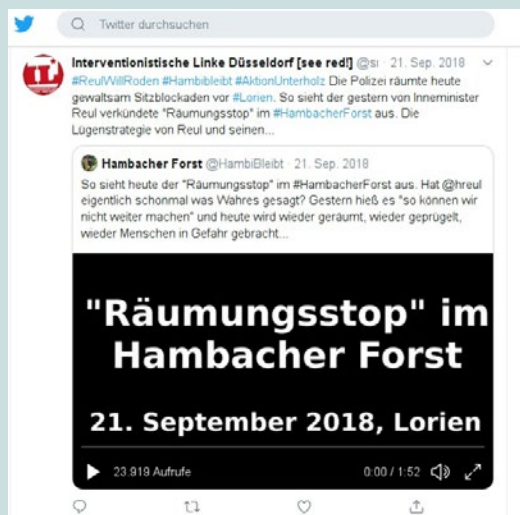 Twitter durchsuchen
Interventionistische Linke Düsseldorf [see red!] @si · 21. Sep. 2018
#ReulWillRoden #Hambibleibt #AktionUnterholz Die Polizei räumte heute
gewaltsam Sitzblockaden vor #Lorien. So sieht der gestern von Inneminister
Reul verkündete "Räumungsstop" im #HambacherForst aus. Die
Lügenstrategie von Reul und seinen...
Hambacher Forst @HambiBleibt · 21. Sep. 2018
So sieht heute der "Räumungsstop" im #HambacherForst aus. Hat @hreul
eigentlich schonmal was Wahres gesagt? Gestern hieß es "so können wir
nicht weiter machen" und heute wird wieder geräumt, wieder geprügelt,
wieder Menschen in Gefahr gebracht...
"Räumungsstop" im
Hambacher Forst
21. September 2018, Lorien
23.919 Aufrufe 0:00 / 1:52